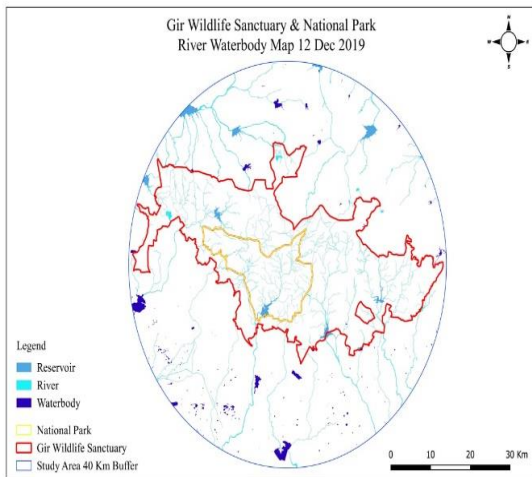 Gir Wildlife Sanctuary & National Park
River Waterbody Map 12 Dec 2019
N
W
E
S
Legend
Reservoir
River
Waterbody
National Park
Gir Wildlife Sanctuary
Study Area 40 Km Buffer
0 10 20 30 Km